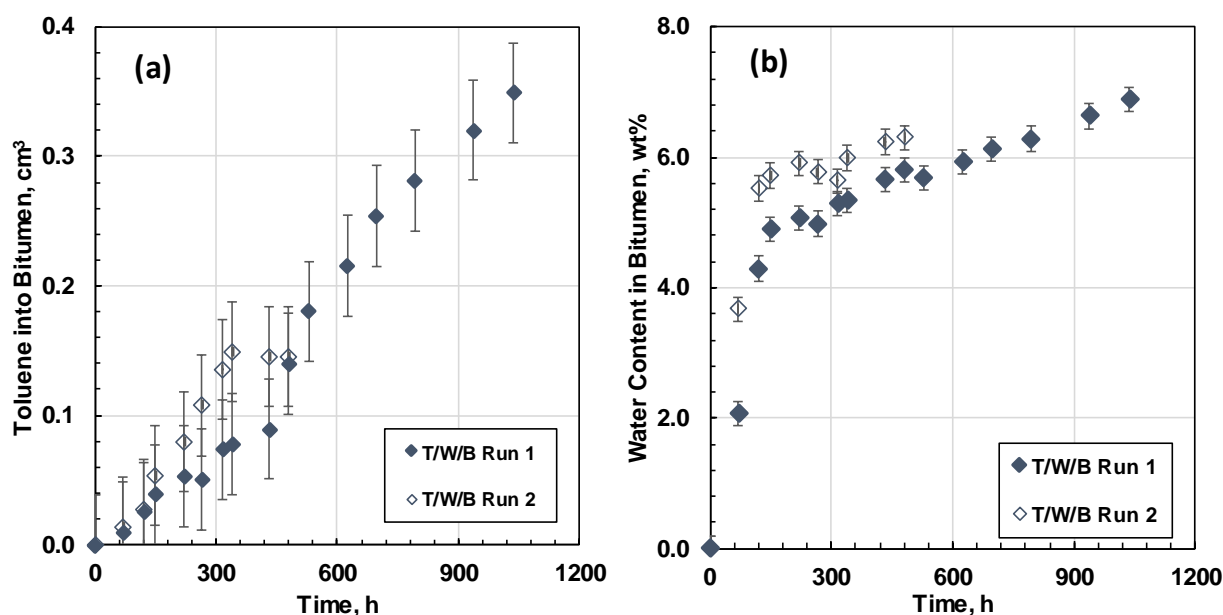 (a)
Toluene into Bitumen, cm³
0.4
0.3
0.2
0.1
0.0
0 300 600 900 1200
Time, h
T/W/B Run 1
T/W/B Run 2
(b)
Water Content in Bitumen, wt%
8.0
6.0
4.0
2.0
0.0
0 300 600 900 1200
Time, h
T/W/B Run 1
T/W/B Run 2